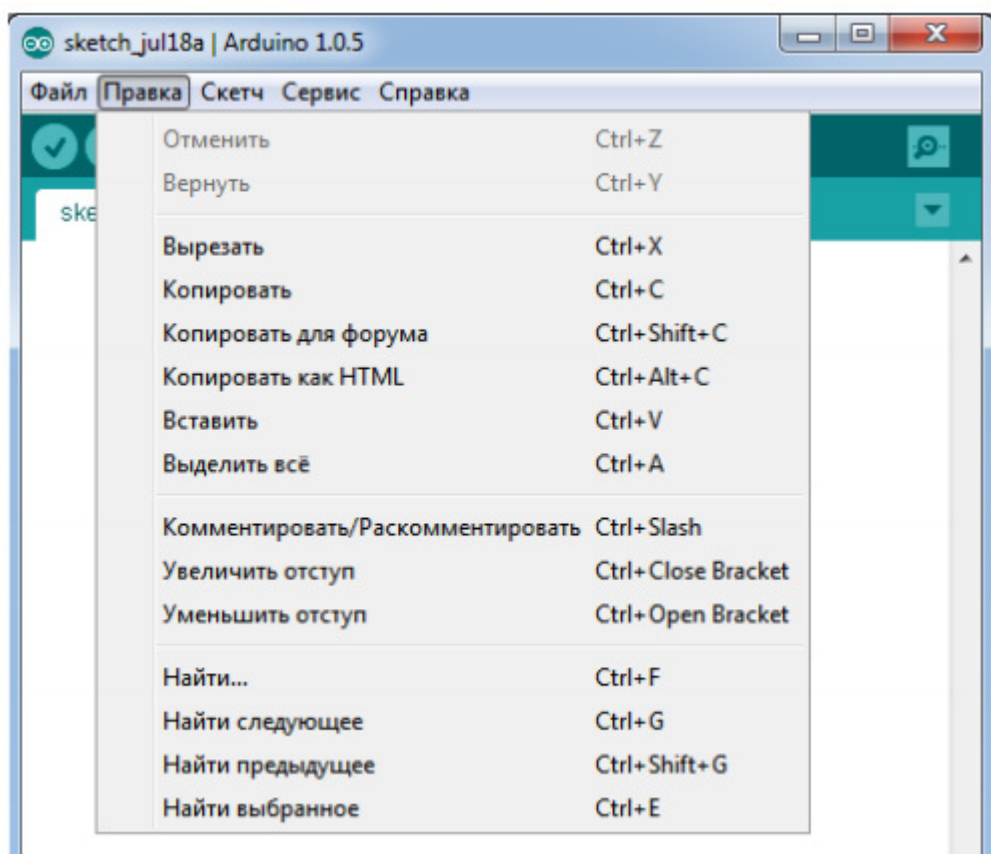 sketch_jul18a | Arduino 1.0.5
Файл Правка Скетч Сервис Справка
Отменить Ctrl+Z
Вернуть Ctrl+Y
Вырезать Ctrl+X
Копировать Ctrl+C
Копировать для форума Ctrl+Shift+C
Копировать как HTML Ctrl+Alt+C
Вставить Ctrl+V
Выделить всё Ctrl+A
Комментировать/Раскомментировать Ctrl+Slash
Увеличить отступ Ctrl+Close Bracket
Уменьшить отступ Ctrl+Open Bracket
Найти... Ctrl+F
Найти следующее Ctrl+G
Найти предыдущее Ctrl+Shift+G
Найти выбранное Ctrl+E
ske